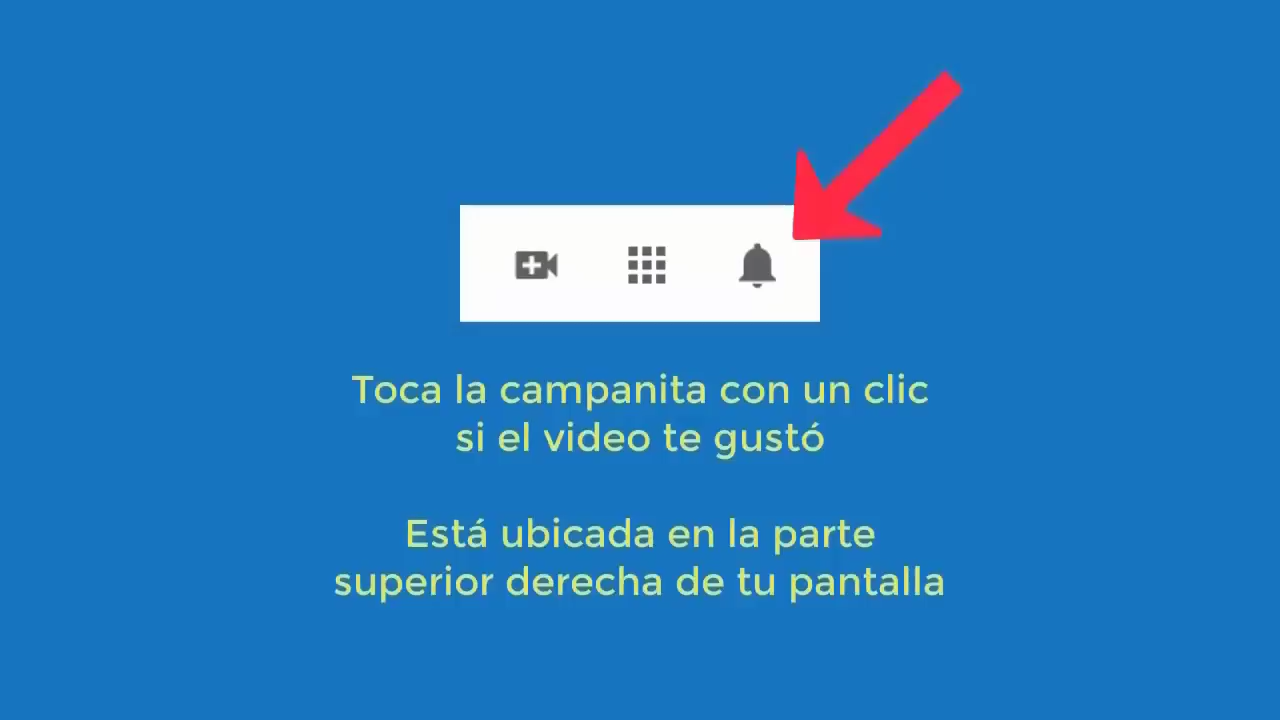 Toca la campanita con un clic
si el video te gustó
Está ubicada en la parte
superior derecha de tu pantalla